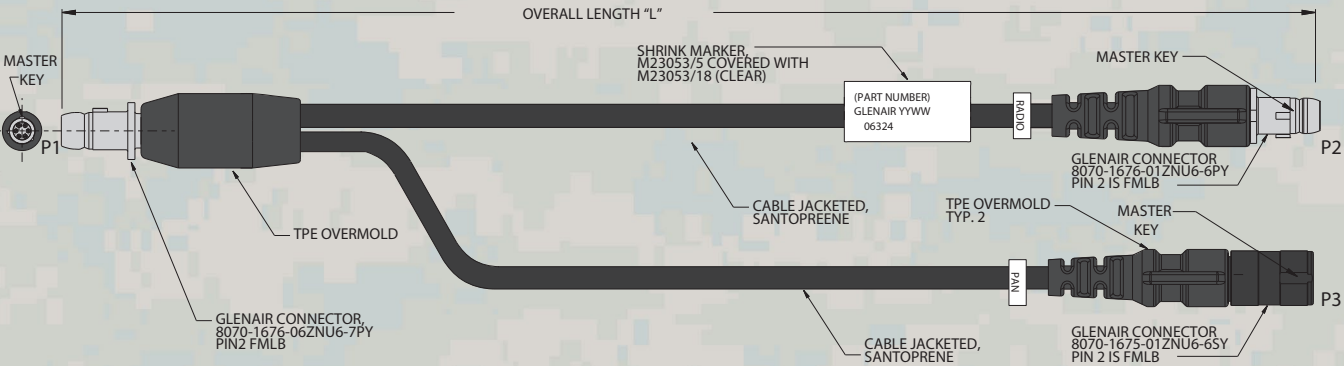 OVERALL LENGTH “L”
MASTER
KEY
P1
SHRINK MARKER,
M23053/5 COVERED WITH
M23053/18 (CLEAR)
(PART NUMBER)
GLENAIR YYWW
06324
RADIO
MASTER KEY
P2
GLENAIR CONNECTOR
8070-1676-01ZNU6-6PY
PIN 2 IS FMLB
CABLE JACKETED,
SANTOPREENE
TPE OVERMOLD
TPE OVERMOLD
TYP. 2
MASTER
KEY
PAN
P3
GLENAIR CONNECTOR,
8070-1676-06ZNU6-7PY
PIN2 FMLB
CABLE JACKETED,
SANTOPRENE
GLENAIR CONNECTOR
8070-1675-01ZNU6-6SY
PIN 2 IS FMLB